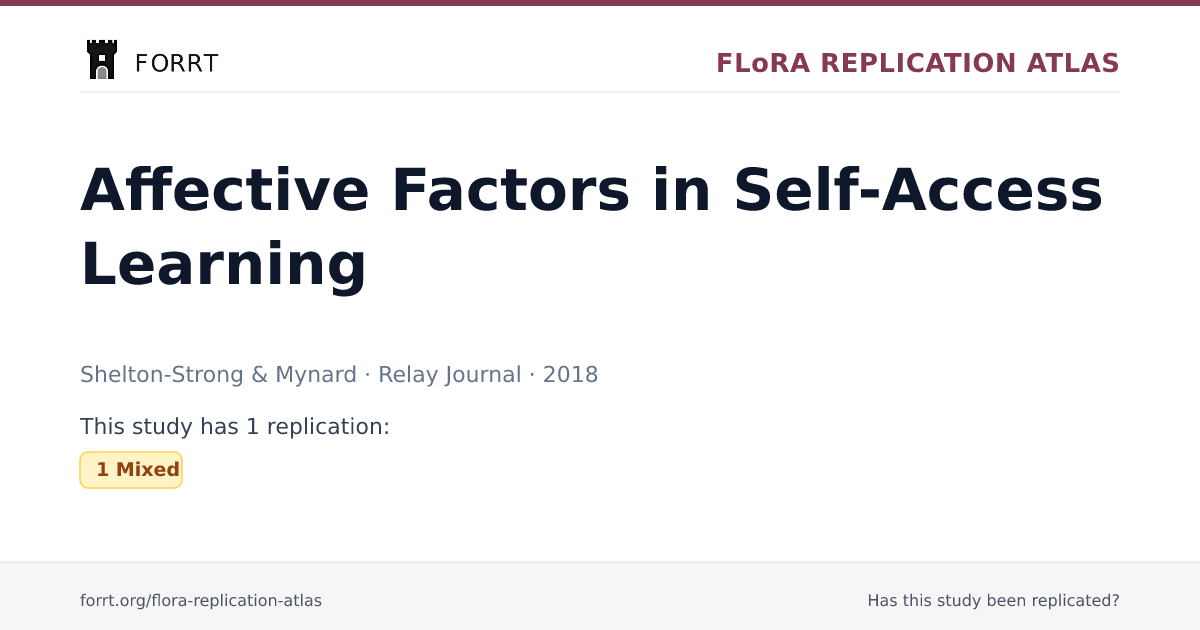 FORRT
FLoRA REPLICATION ATLAS
Affective Factors in Self-Access
Learning
Shelton-Strong & Mynard · Relay Journal · 2018
This study has 1 replication:
1 Mixed
forrt.org/flora-replication-atlas
Has this study been replicated?